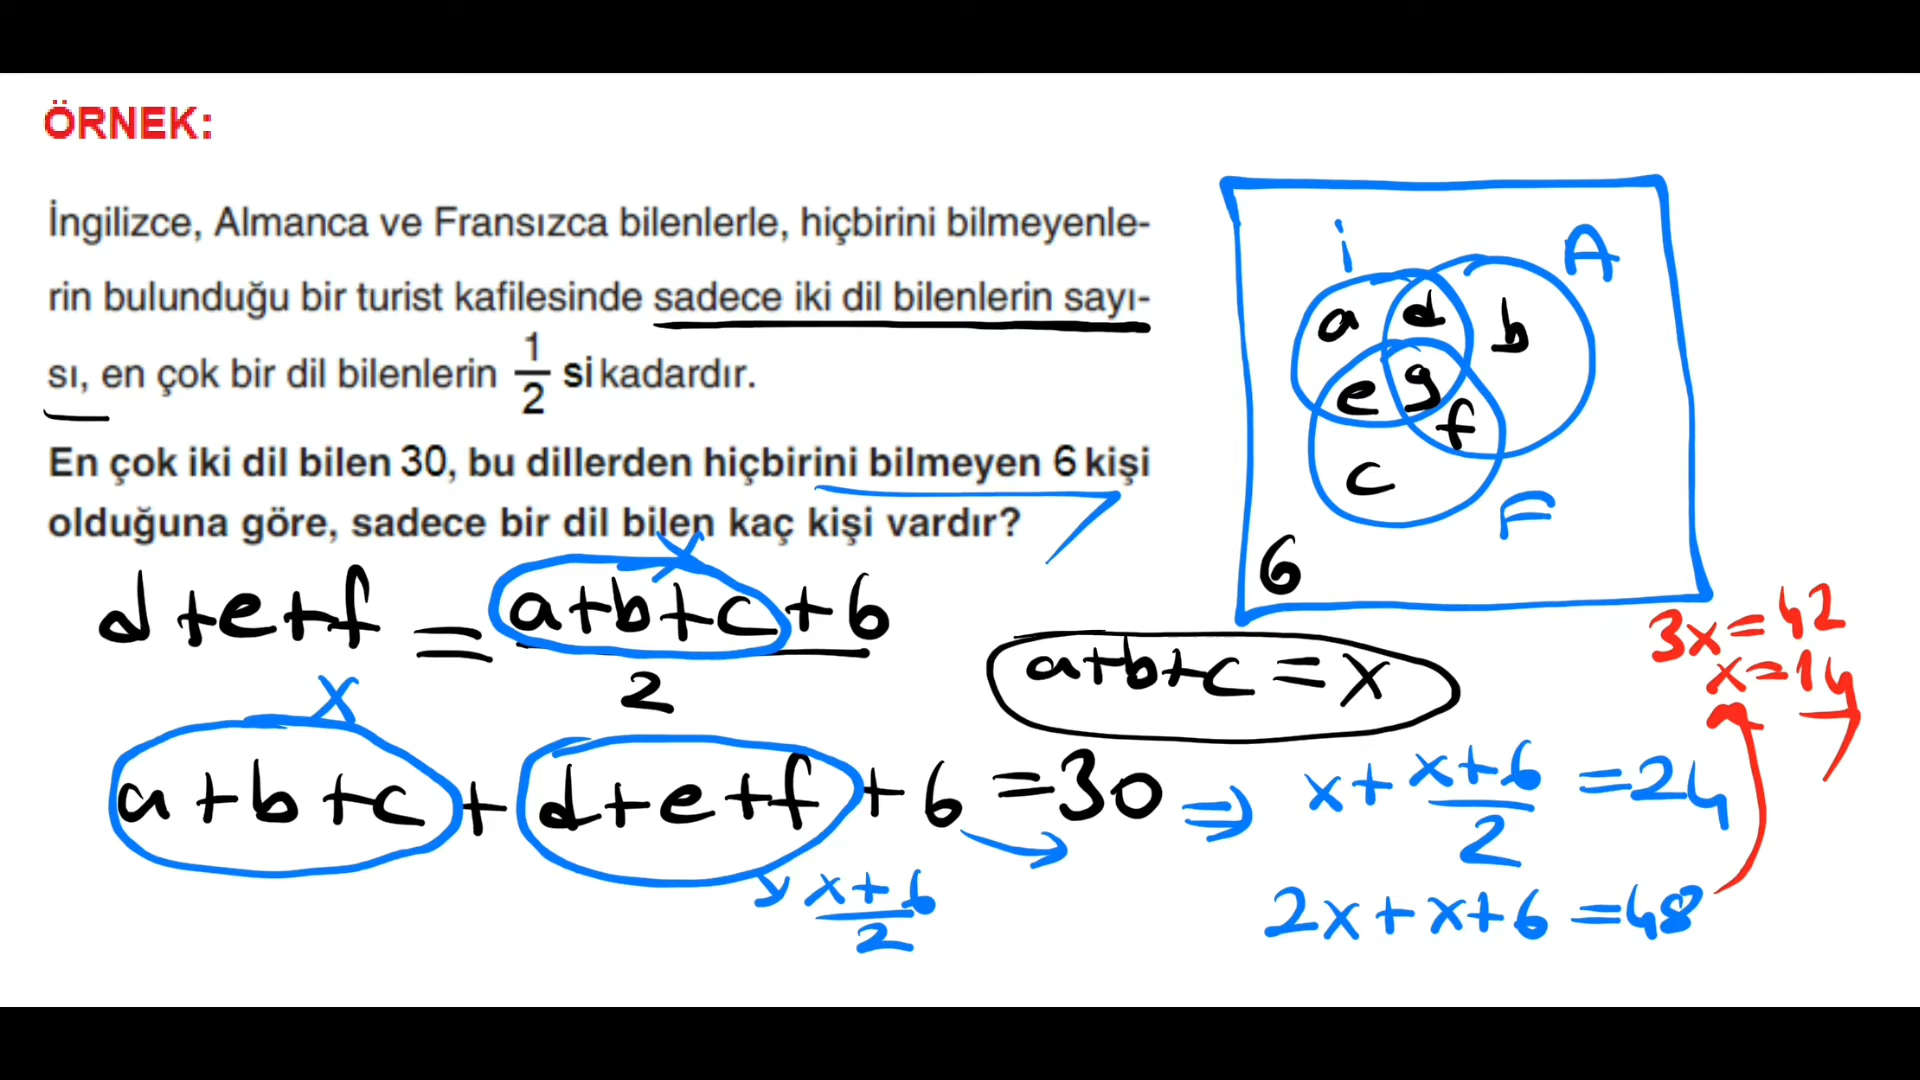 ÖRNEK:
İngilizce, Almanca ve Fransızca bilenlerle, hiçbirini bilmeyenle-
rin bulunduğu bir turist kafilesinde sadece iki dil bilenlerin sayı-
sı, en çok bir dil bilenlerin 1/2 si kadardır.
En çok iki dil bilen 30, bu dillerden hiçbirini bilmeyen 6 kişi
olduğuna göre, sadece bir dil bilen kaç kişi vardır?
İ
A
a d b
e g f
c
F
6
x
d+e+f = a+b+c+6
2
a+b+c = x
3x=42
x=14
x
a+b+c+d+e+f+6=30 ⇒ x+ x+6/2 =24
x+6
2
2x+x+6=48